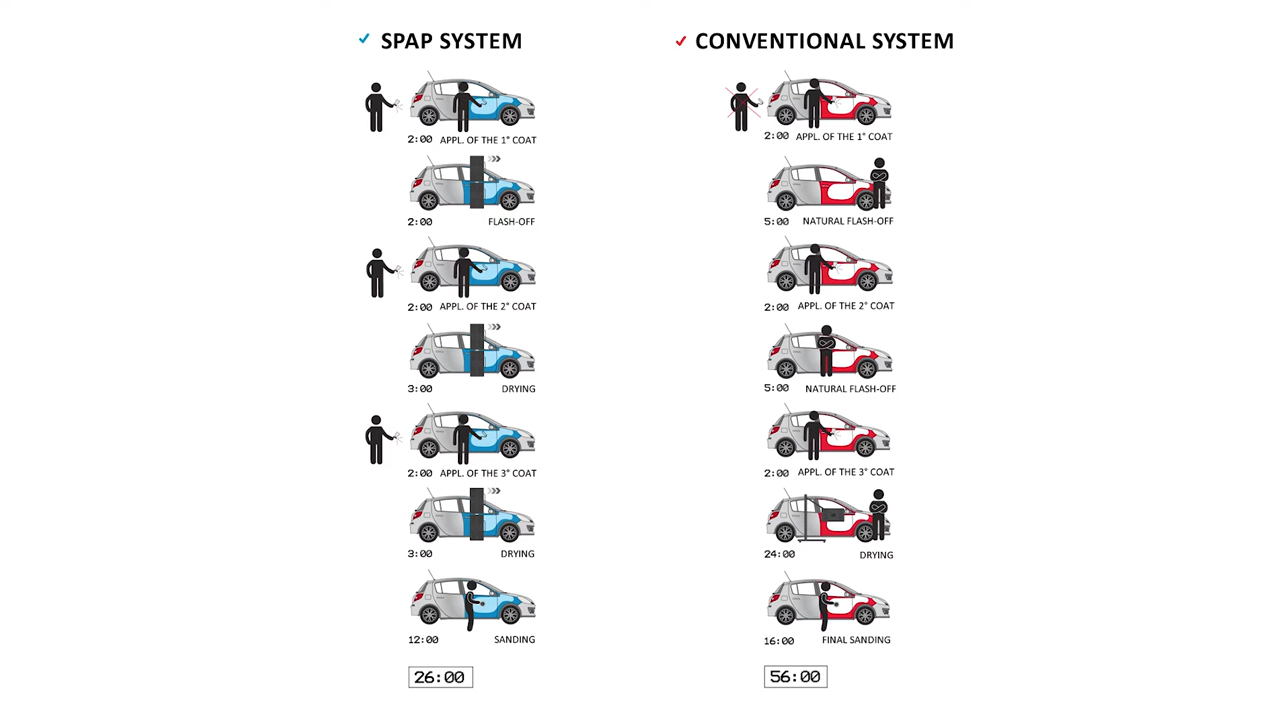 SPAP SYSTEM
2:00 APPL. OF THE 1° COAT
2:00 FLASH-OFF
2:00 APPL. OF THE 2° COAT
3:00 DRYING
2:00 APPL. OF THE 3° COAT
3:00 DRYING
12:00 SANDING
26:00
CONVENTIONAL SYSTEM
2:00 APPL. OF THE 1° COAT
5:00 NATURAL FLASH-OFF
2:00 APPL. OF THE 2° COAT
5:00 NATURAL FLASH-OFF
2:00 APPL. OF THE 3° COAT
24:00 DRYING
16:00 FINAL SANDING
56:00